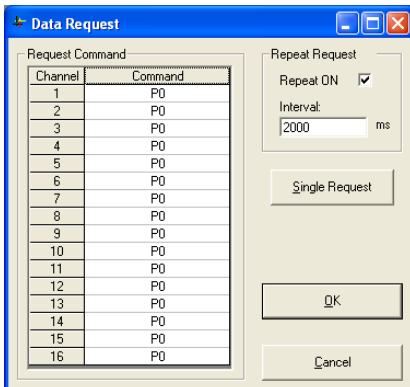 Data Request
Request Command
Channel Command
1 P0
2 P0
3 P0
4 P0
5 P0
6 P0
7 P0
8 P0
9 P0
10 P0
11 P0
12 P0
13 P0
14 P0
15 P0
16 P0
Repeat Request
Repeat ON
Interval:
2000 ms
Single Request
OK
Cancel